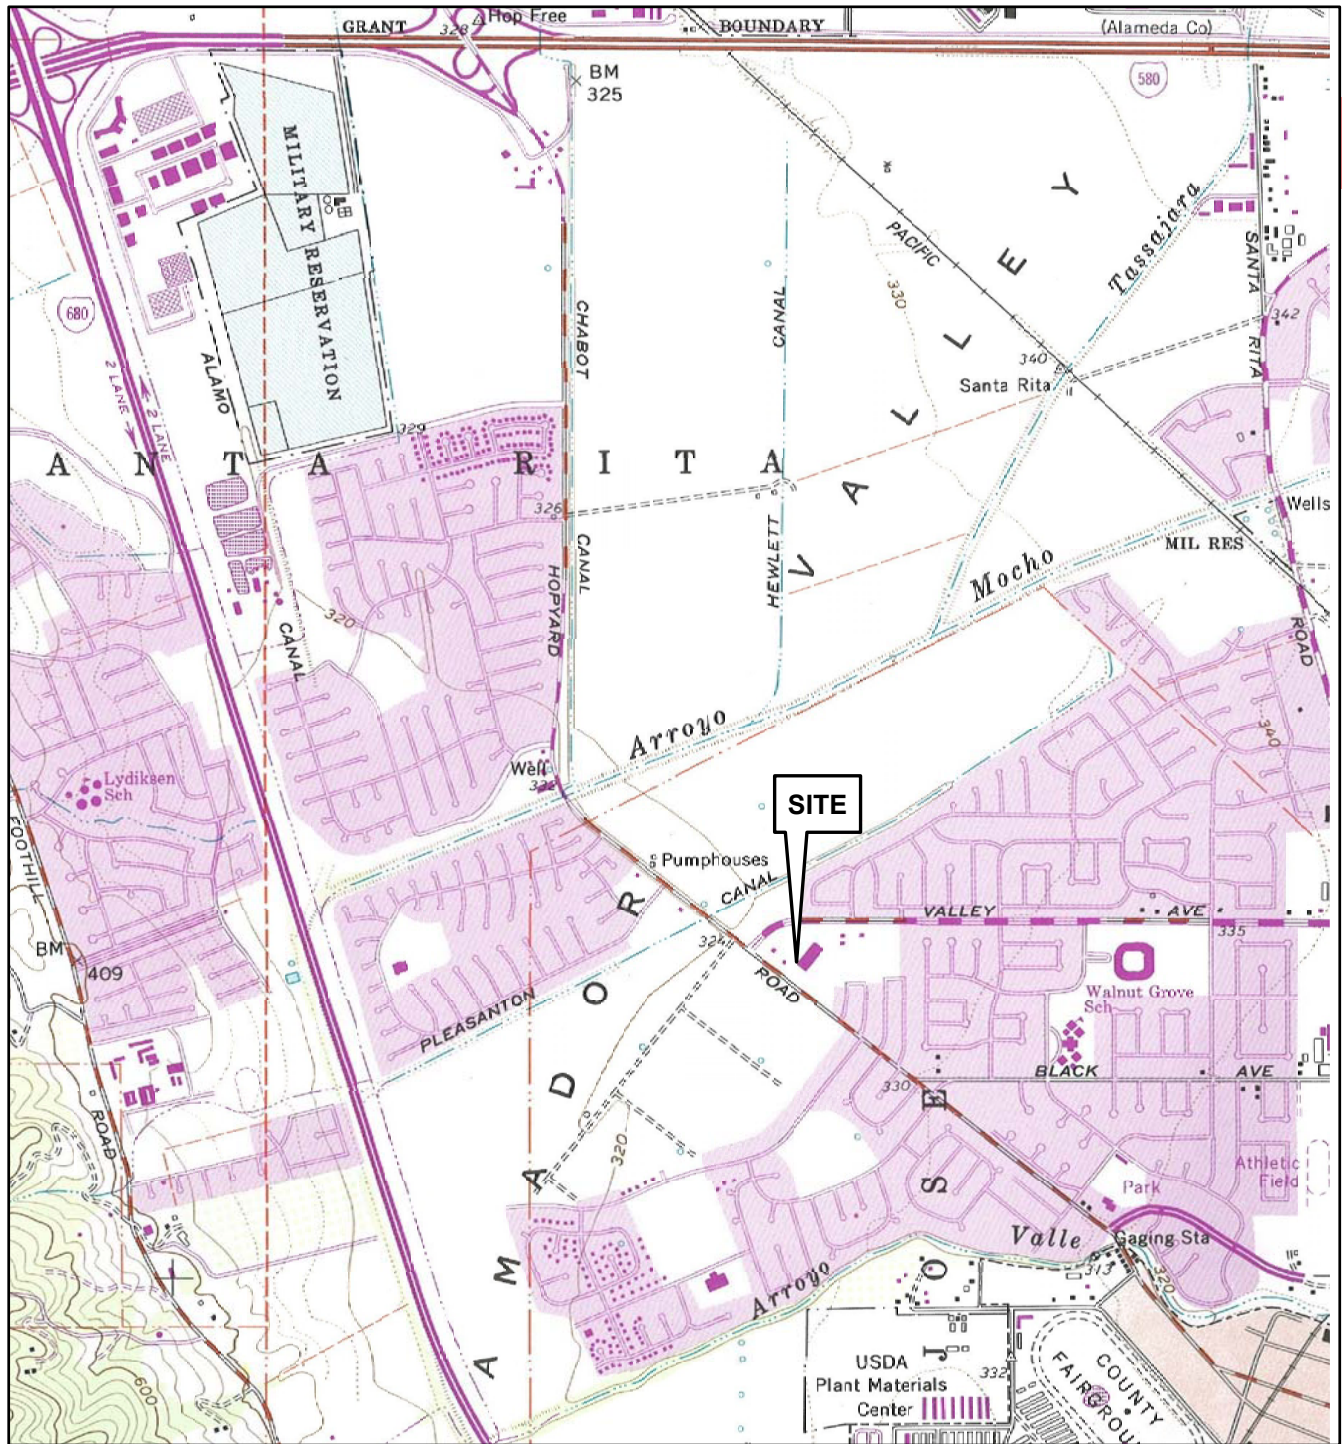 GRANT
328
Hop Free
BOUNDARY
(Alameda Co)
BM
325
580
MILITARY RESERVATION
Tassajara
PACIFIC
SANTA RITA
330
CHABOT
CANAL
342
680
2 LANE
2 LANE
ALAMO
340
Santa Rita
329
A N T A R I T A
V A L L E Y
326
Wells
MIL RES
CANAL
HEWLETT
HOPYARD
Mocho
320
CANAL
ROAD
Arroyo
340
Well
322
Lydiksen
Sch
SITE
FOOTHILL
Pumphouses
CANAL
VALLEY AVE
324
335
BM
409
ROAD
Walnut Grove
Sch
PLEASANTON
A M A D O R
330
BLACK AVE
ROAD
320
Athletic
Field
Park
S E
J O
Valle
Gaging Sta
313
320
Arroyo
USDA
Plant Materials
Center
332
COUNTY
FAIRGROU
600